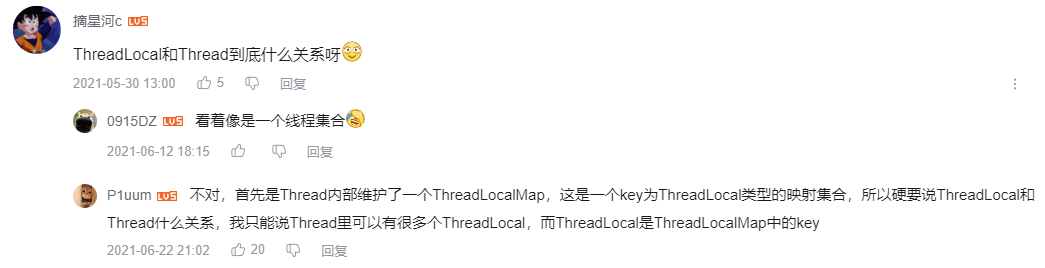 摘星河c LV5
ThreadLocal和Thread到底什么关系呀
2021-05-30 13:00 5 回复
0915DZ LV5 看着像是一个线程集合
2021-06-12 18:15 回复
P1uum LV5 不对，首先是Thread内部维护了一个ThreadLocalMap，这是一个key为ThreadLocal类型的映射集合，所以硬要说ThreadLocal和
Thread什么关系，我只能说Thread里可以有很多个ThreadLocal，而ThreadLocal是ThreadLocalMap中的key
2021-06-22 21:02 20 回复